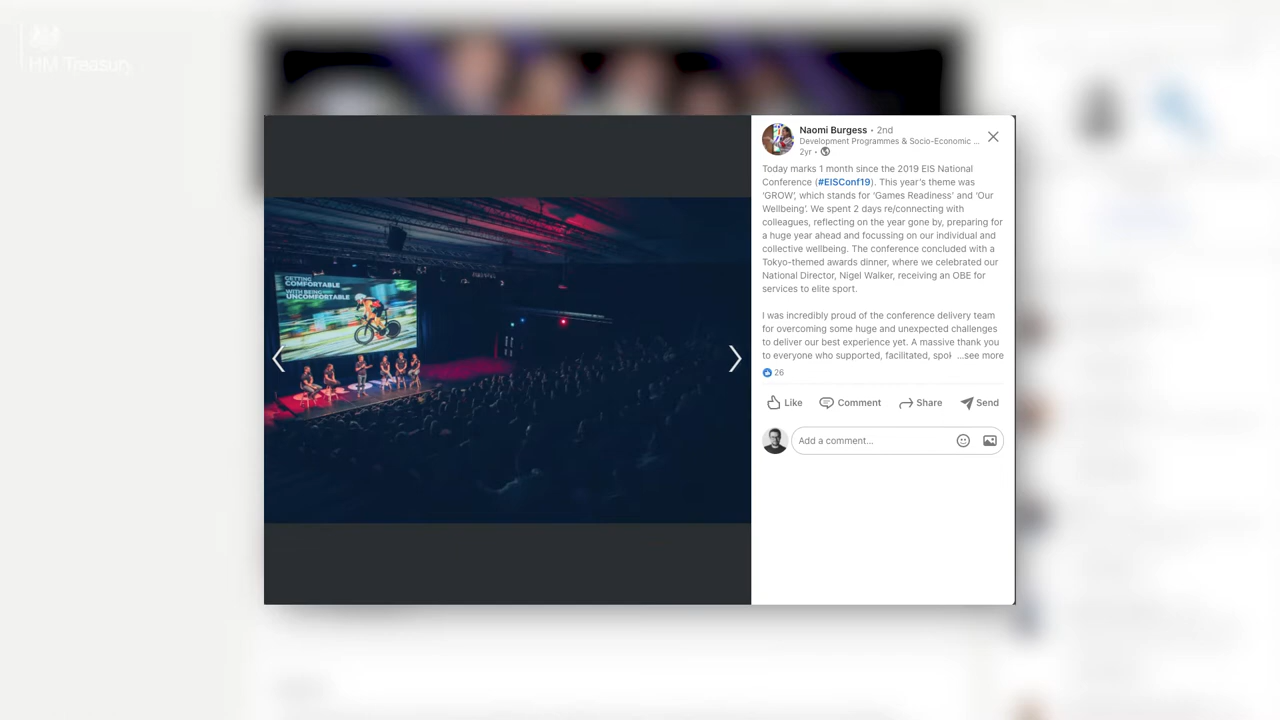 HM Treasury
Naomi Burgess • 2nd
Development Programmes & Socio-Economic ...
2yr •
Today marks 1 month since the 2019 EIS National
Conference (#EISConf19). This year's theme was
'GROW', which stands for 'Games Readiness' and 'Our
Wellbeing'. We spent 2 days re/connecting with
colleagues, reflecting on the year gone by, preparing for
a huge year ahead and focussing on our individual and
collective wellbeing. The conference concluded with a
Tokyo-themed awards dinner, where we celebrated our
National Director, Nigel Walker, receiving an OBE for
services to elite sport.
I was incredibly proud of the conference delivery team
for overcoming some huge and unexpected challenges
to deliver our best experience yet. A massive thank you
to everyone who supported, facilitated, spok ...see more
26
Like Comment Share Send
Add a comment...
GETTING
COMFORTABLE
WITH BEING
UNCOMFORTABLE